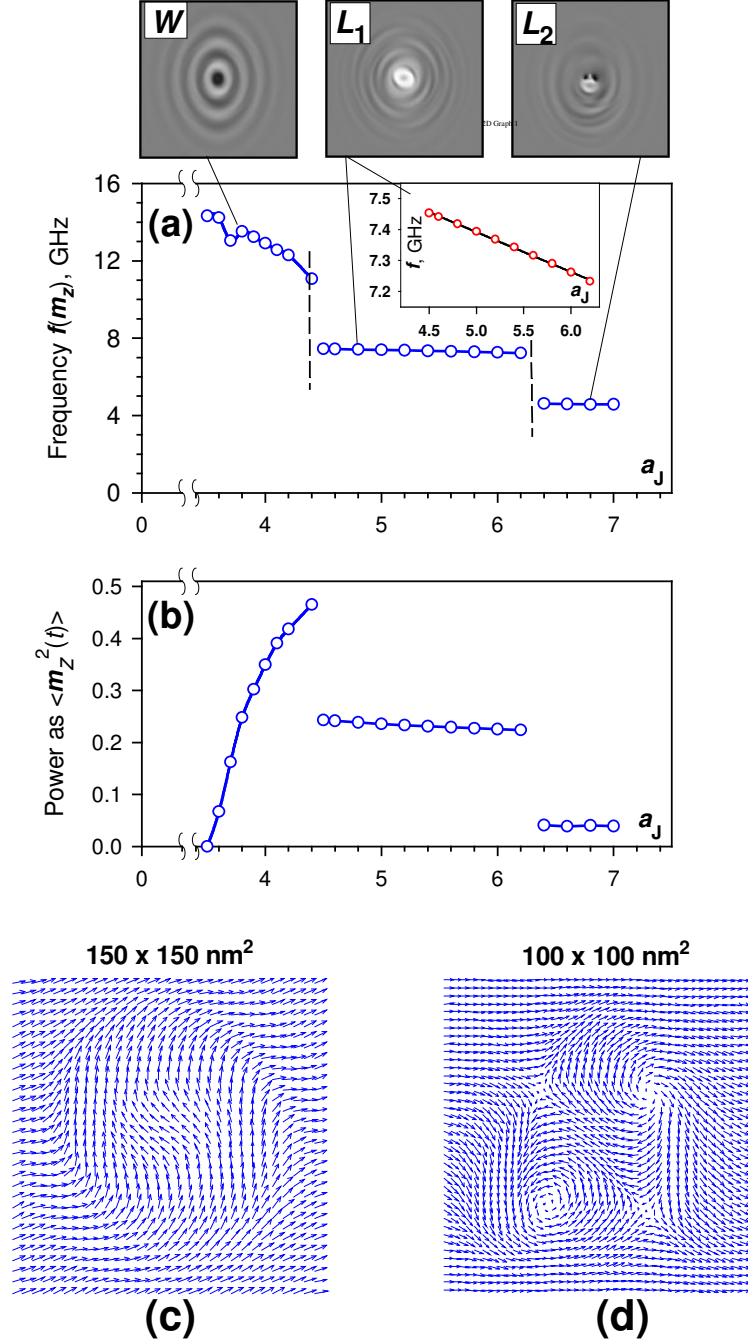 W
L1
L2
2D Graph 1
(a)
Frequency f(mz), GHz
16
12
8
4
0
7.5
7.4
7.3
7.2
f, GHz
aJ
4.5 5.0 5.5 6.0
aJ
0 4 5 6 7
(b)
Power as <mZ2(t)>
0.5
0.4
0.3
0.2
0.1
0.0
aJ
0 4 5 6 7
150 x 150 nm2
100 x 100 nm2
(c)
(d)